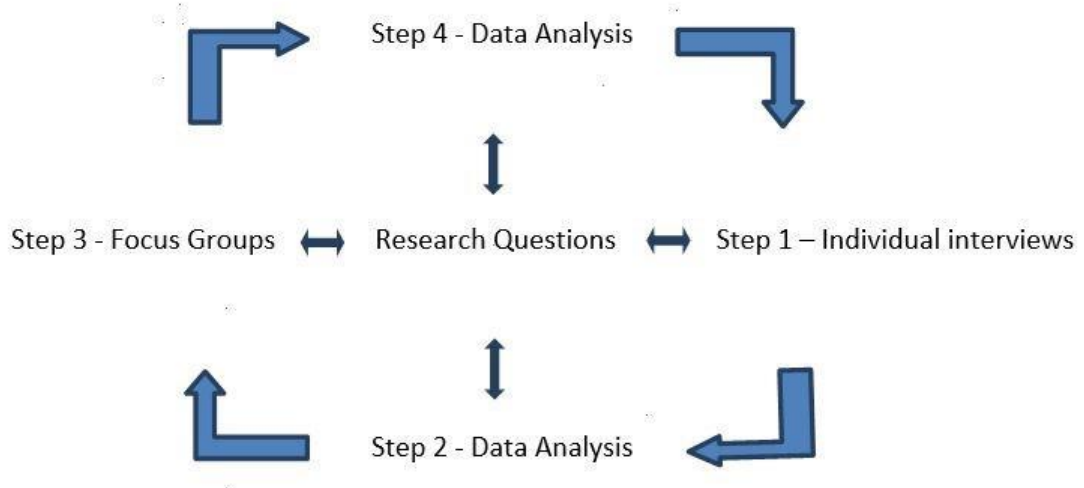 Step 4 - Data Analysis
Step 3 - Focus Groups
Research Questions
Step 1 – Individual interviews
Step 2 - Data Analysis